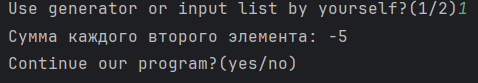 Use generator or input list by yourself?(1/2)1
Сумма каждого второго элемента: -5
Continue our program?(yes/no)